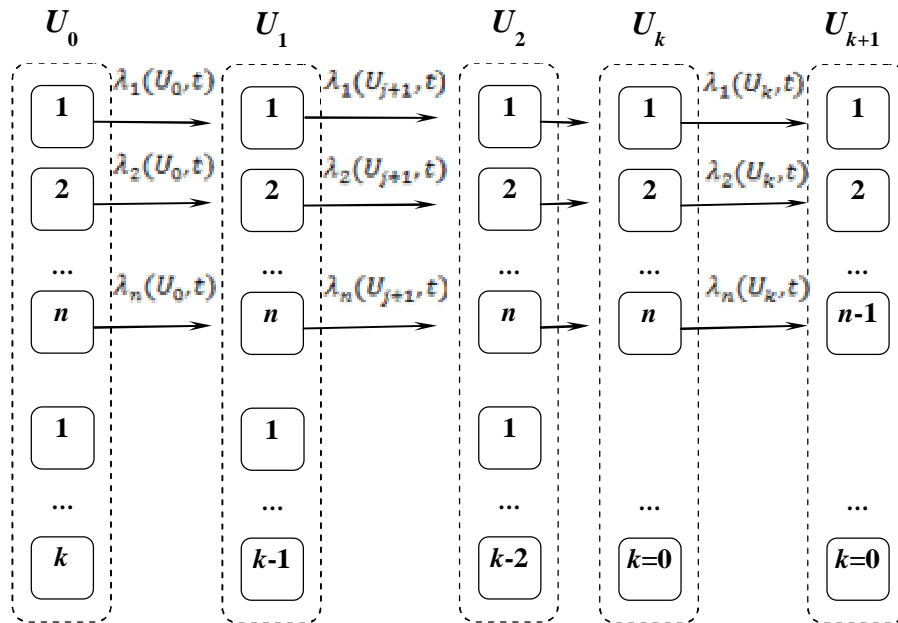 U0 U1 U2 Uk Uk+1
λ1(U0,t) λ1(Uj+1,t) λ1(Uk,t)
1 1 1 1 1
λ2(U0,t) λ2(Uj+1,t) λ2(Uk,t)
2 2 2 2 2
... ... ... ... ...
λn(U0,t) λn(Uj+1,t) λn(Uk,t)
n n n n n-1
1 1 1
... ... ... ... ...
k k-1 k-2 k=0 k=0